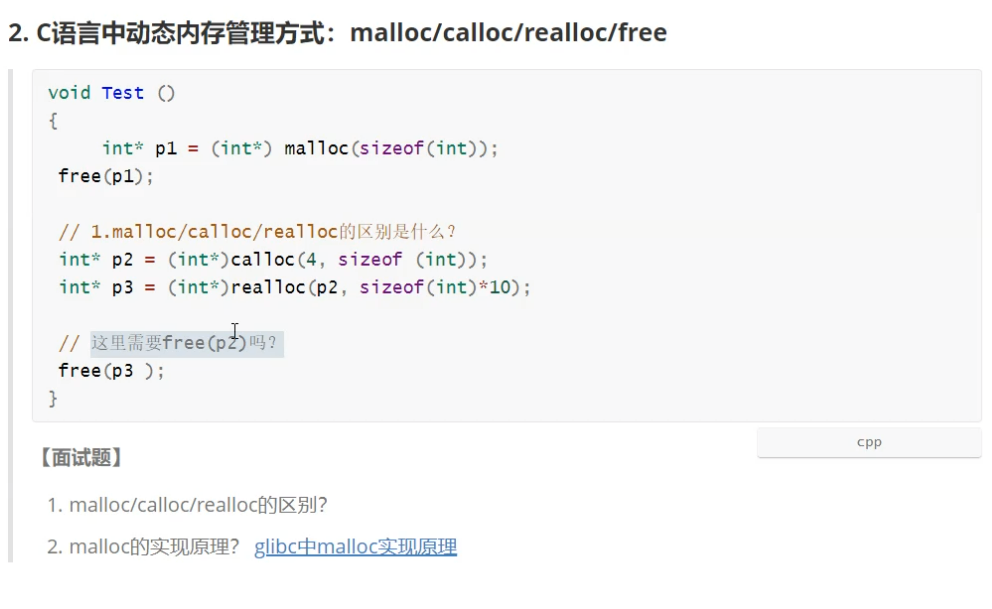 2. C语言中动态内存管理方式：malloc/calloc/realloc/free
void Test ()
{
int* p1 = (int*) malloc(sizeof(int));
free(p1);
// 1.malloc/calloc/realloc的区别是什么？
int* p2 = (int*)calloc(4, sizeof (int));
int* p3 = (int*)realloc(p2, sizeof(int)*10);
// 这里需要free(p2)吗？
free(p3 );
}
cpp
【面试题】
1. malloc/calloc/realloc的区别？
2. malloc的实现原理？ glibc中malloc实现原理